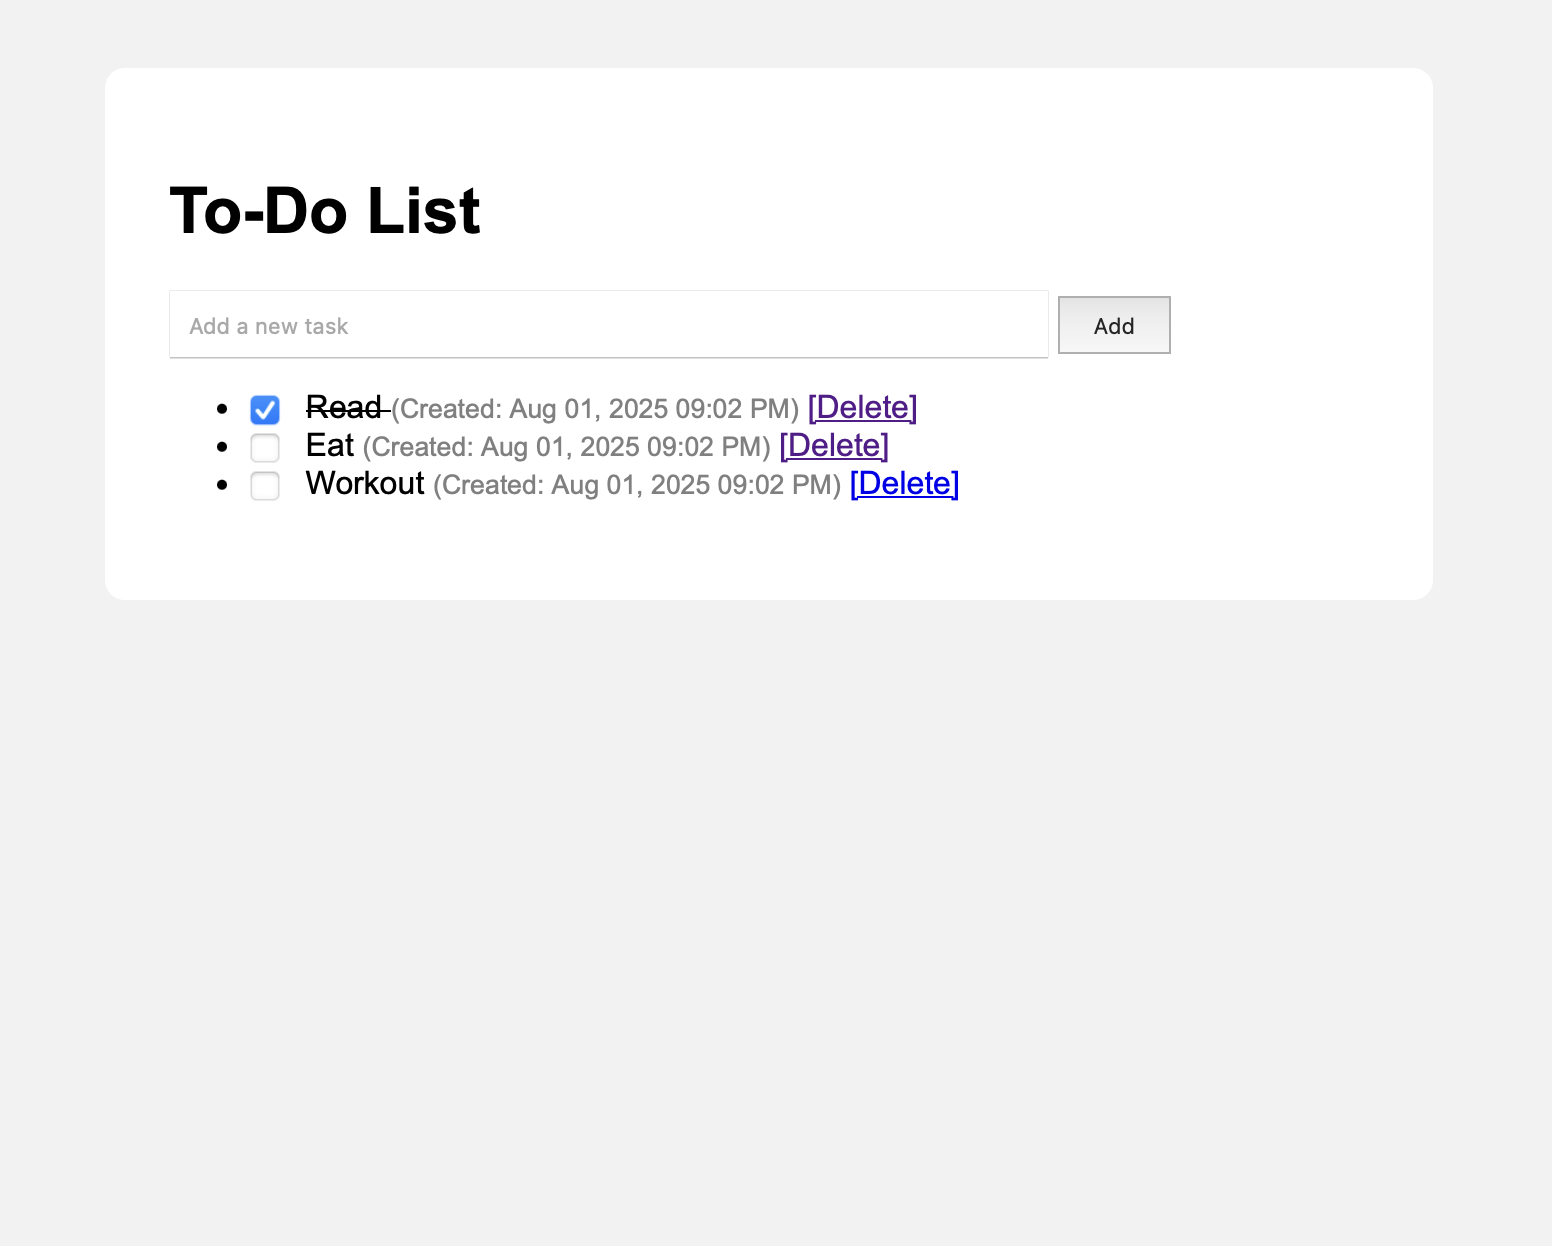 To-Do List
Add a new task
Add
Read (Created: Aug 01, 2025 09:02 PM) [Delete]
Eat (Created: Aug 01, 2025 09:02 PM) [Delete]
Workout (Created: Aug 01, 2025 09:02 PM) [Delete]